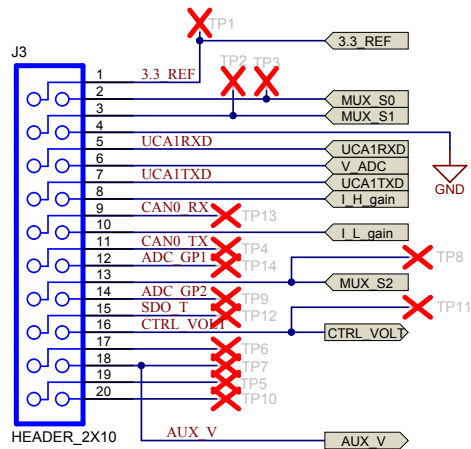 TP1
J3
3.3_REF
TP2
TP3
1
3.3_REF
2
MUX_S0
3
MUX_S1
4
5
UCA1RXD
UCA1RXD
6
V_ADC
7
UCA1TXD
UCA1TXD
GND
8
I_H_gain
9
CAN0_RX
TP13
10
I_L_gain
11
CAN0_TX
TP4
12
ADC_GP1
TP14
TP8
13
MUX_S2
14
ADC_GP2
TP9
15
SDO_T
TP12
TP11
16
CTRL_VOLT
CTRL_VOLT
17
TP6
18
TP7
19
TP5
20
TP10
HEADER_2X10
AUX_V
AUX_V